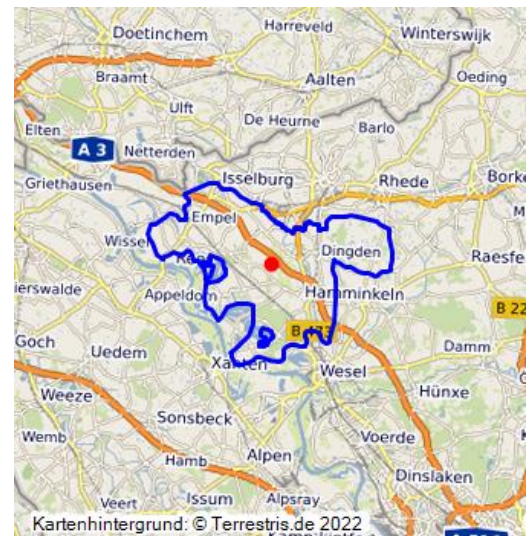 Doetinchem
Harreveld
Winterswijk
Braamt
Aalten
Oeding
Ulft
De Heurne
Barlo
Elten
A 3
Netterden
Griethausen
Isselburg
Rhede
Borke
Empel
Wissel
Dingden
Raesfe
Appeldorn
Hamminkeln
ierswalde
B 22
B 473
Goch
Uedem
Damm
Xanten
Wesel
Weeze
Hünxe
Sonsbeck
Wemb
Voerde
Hamb
Alpen
Dinslaken
Issum
Alpsray
Veert
Kartenhintergrund: © Terrestris.de 2022